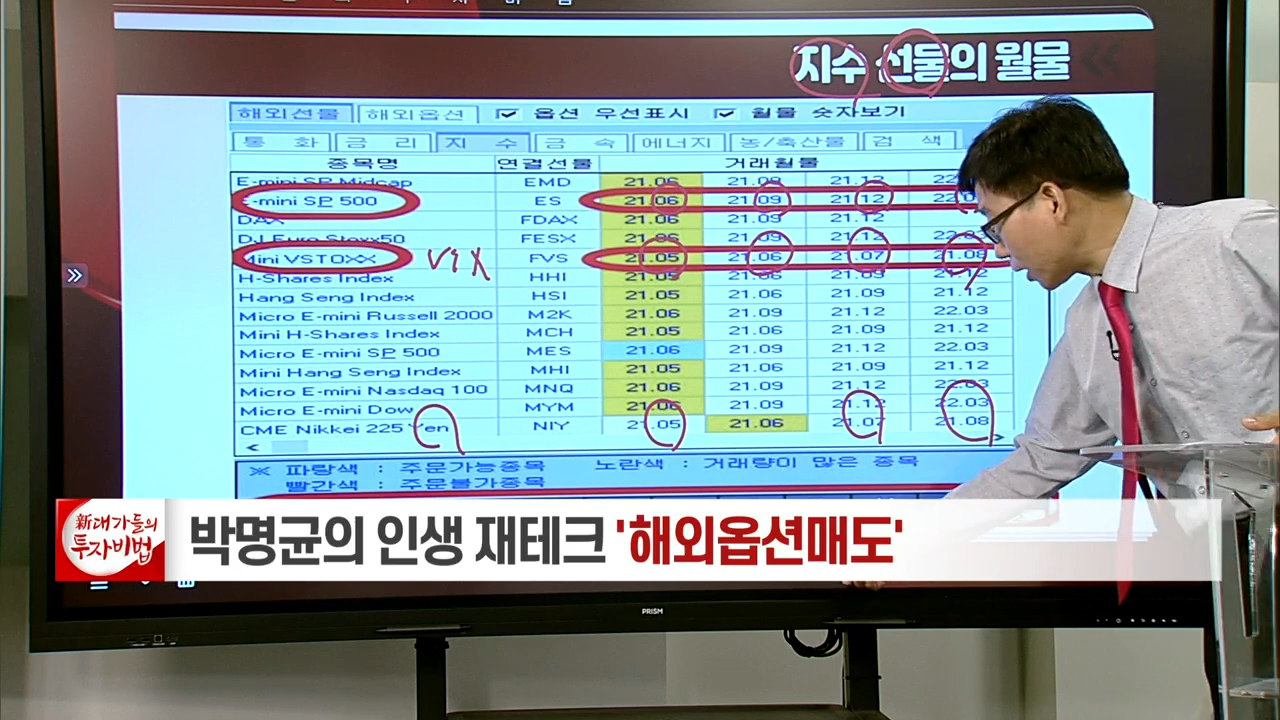 지수 선물의 월물 «
해외선물 해외옵션 옵션 우선표시 월물 숫자보기
통 화 금 리 지 수 금 속 에너지 농/축산물 검 색
종목명 연결선물 거래월물
E-mini SP Midcap EMD 21.06 21.09 21.12
E-mini SP 500 ES 21.06 21.09 21.12
DAX FDAX 21.06 21.09 21.12
DJ Euro Stoxx50 FESX 21.06 21.09 21.12 22.03
Mini VSTOXX VIX FVS 21.05 21.06 21.07 21.08
H-Shares Index HHI 21.05 21.06 21.09 21.12
Hang Seng Index HSI 21.05 21.06 21.09 21.12
Micro E-mini Russell 2000 M2K 21.06 21.09 21.12 22.03
Mini H-Shares Index MCH 21.05 21.06 21.09 21.12
Micro E-mini SP 500 MES 21.06 21.09 21.12 22.03
Mini Hang Seng Index MHI 21.05 21.06 21.09 21.12
Micro E-mini Nasdaq 100 MNQ 21.06 21.09 21.12 22.03
Micro E-mini Dow MYM 21.06 21.09 21.12 22.03
CME Nikkei 225 Yen NIY 21.05 21.06 21.07 21.08
※ 파랑색 : 주문가능종목 노란색 : 거래량이 많은 종목
빨간색 : 주문불가종목
新대가들의
투자비법
박명균의 인생 재테크 '해외옵션매도'
PRISM